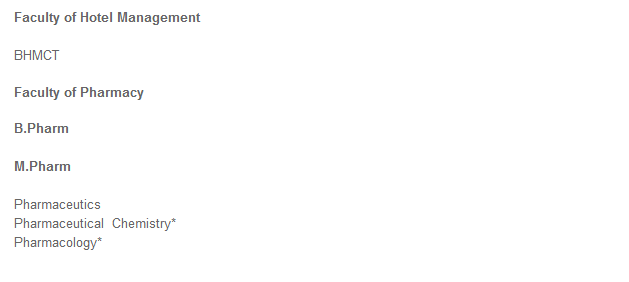 Faculty of Hotel Management
BHMCT
Faculty of Pharmacy
B.Pharm
M.Pharm
Pharmaceutics
Pharmaceutical  Chemistry*
Pharmacology*